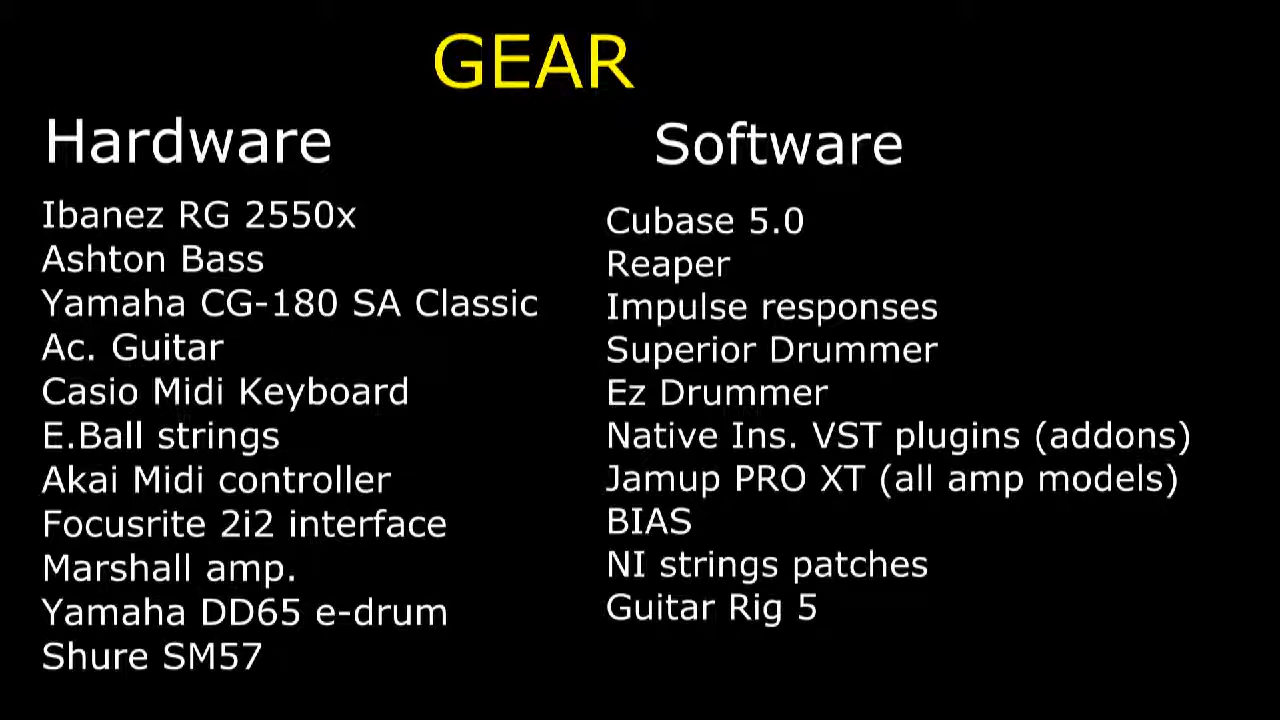 GEAR
Hardware
Ibanez RG 2550x
Ashton Bass
Yamaha CG-180 SA Classic
Ac. Guitar
Casio Midi Keyboard
E.Ball strings
Akai Midi controller
Focusrite 2i2 interface
Marshall amp.
Yamaha DD65 e-drum
Shure SM57
Software
Cubase 5.0
Reaper
Impulse responses
Superior Drummer
Ez Drummer
Native Ins. VST plugins (addons)
Jamup PRO XT (all amp models)
BIAS
NI strings patches
Guitar Rig 5